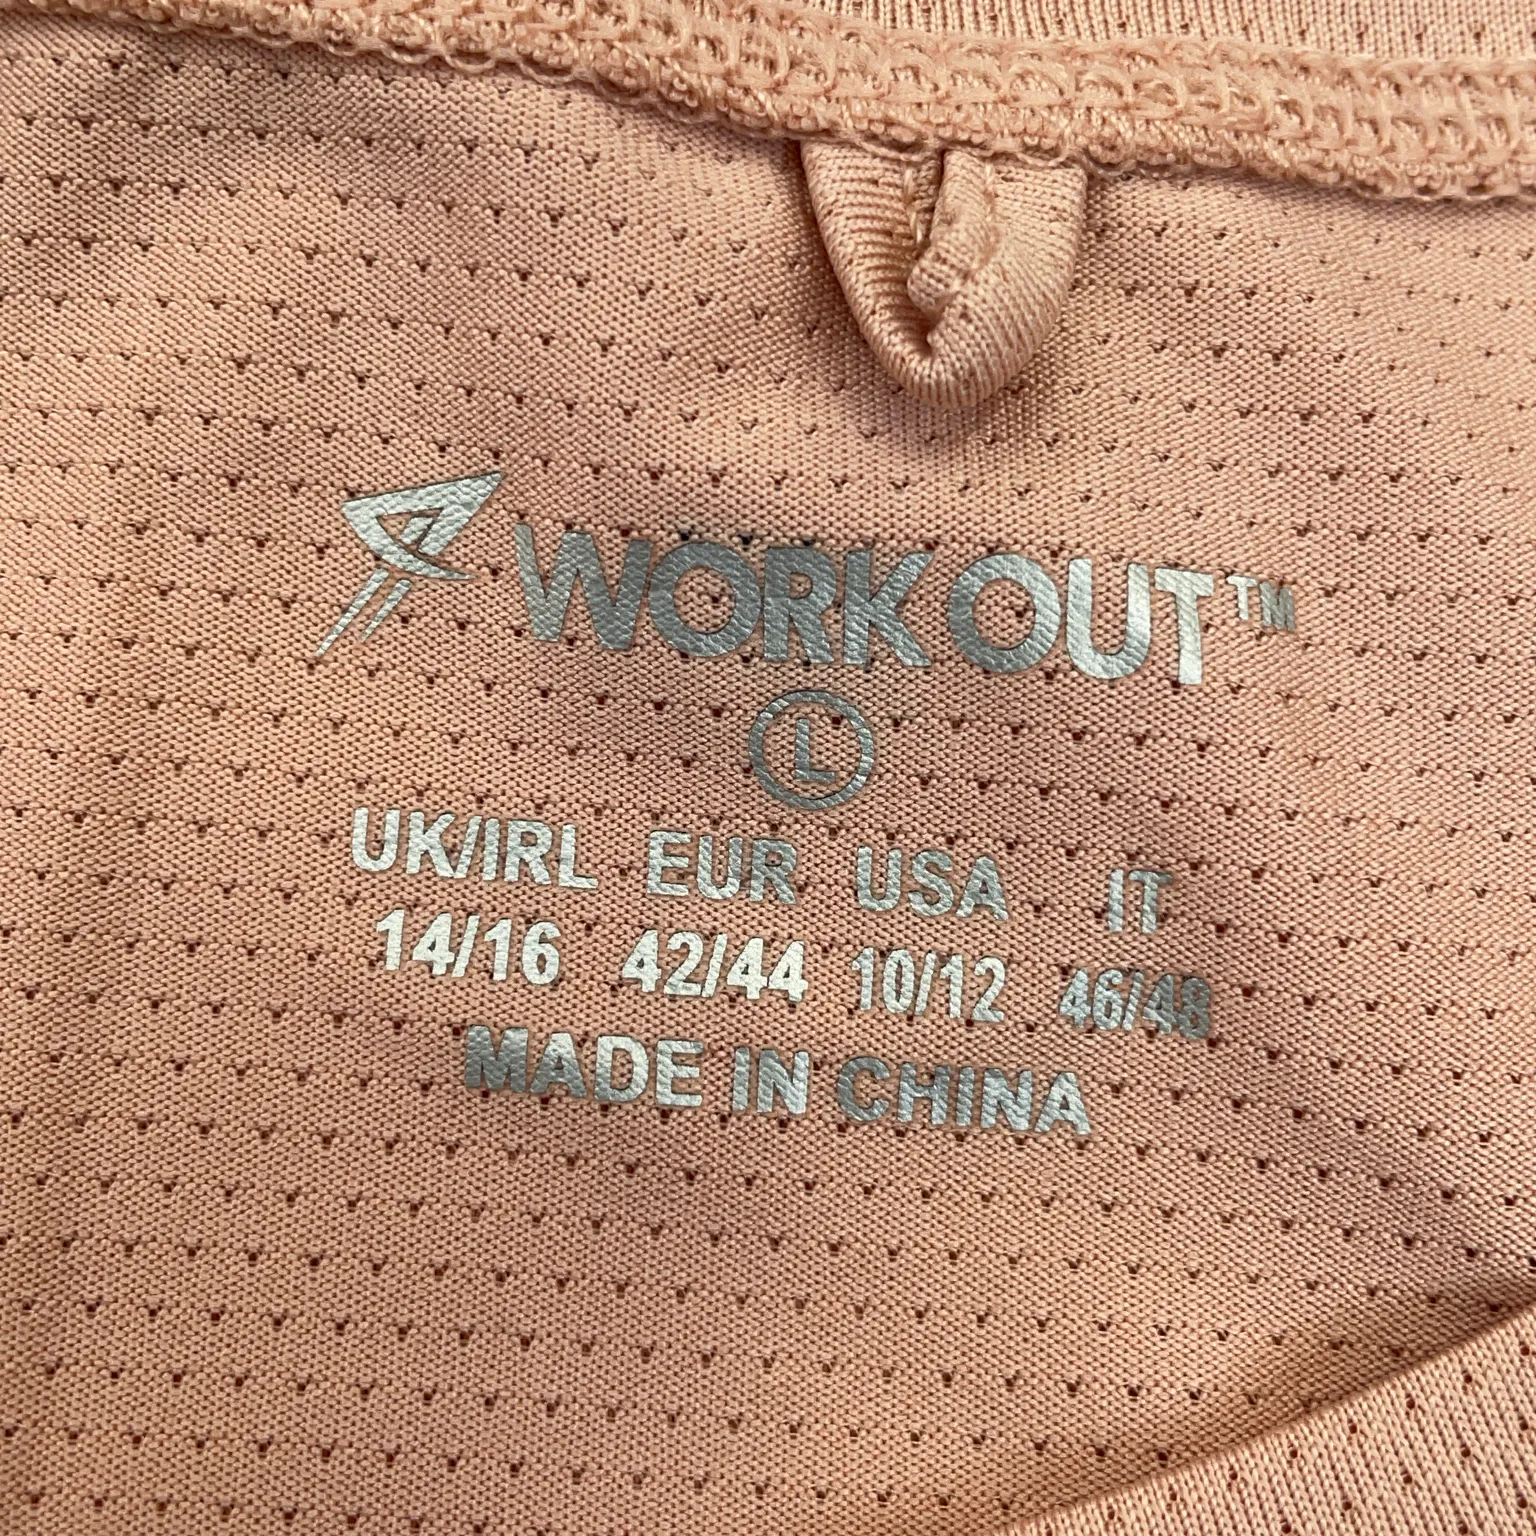 WORK OUT™
L
UK/IRL EUR USA IT
14/16 42/44 10/12 46/48
MADE IN CHINA